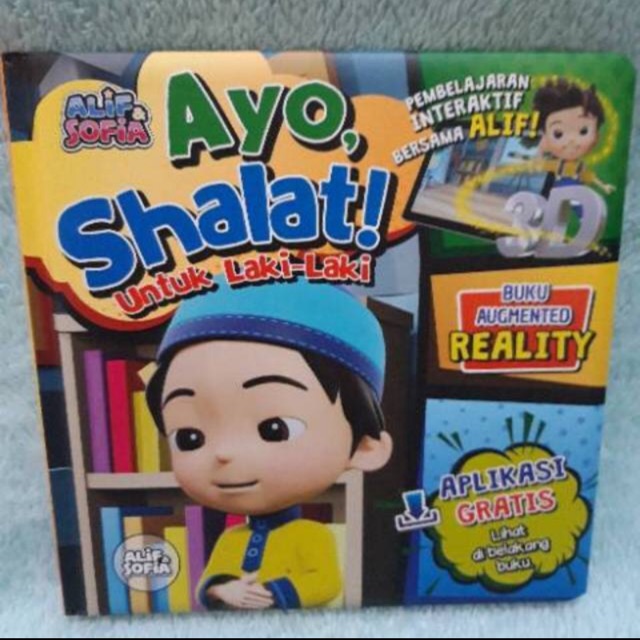 ALIF &
SOFIA
Ayo,
Shalat!
Untuk Laki-Laki
PEMBELAJARAN
INTERAKTIF
BERSAMA ALIF!
3D
BUKU
AUGMENTED
REALITY
APLIKASI
GRATIS
Lihat
di belakang
buku
ALIF &
SOFIA